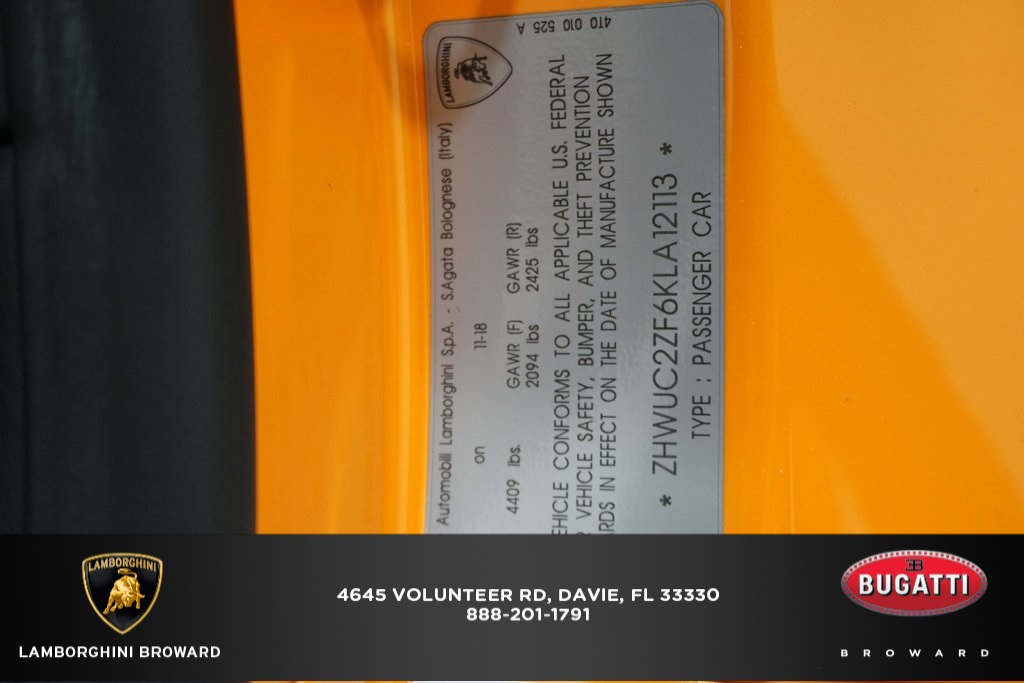 4T0 010 525 A
LAMBORGHINI
Automobili Lamborghini S.p.A. - S.Agata Bolognese (Italy)
on 11-18
4409 lbs. GAWR (F) GAWR (R)
2094 lbs 2425 lbs
EHICLE CONFORMS TO ALL APPLICABLE U.S. FEDERAL
VEHICLE SAFETY, BUMPER, AND THEFT PREVENTION
ARDS IN EFFECT ON THE DATE OF MANUFACTURE SHOWN
* ZHWUC2ZF6KLA12113 *
TYPE : PASSENGER CAR
LAMBORGHINI
LAMBORGHINI BROWARD
4645 VOLUNTEER RD, DAVIE, FL 33330
888-201-1791
EB
BUGATTI
BROWARD